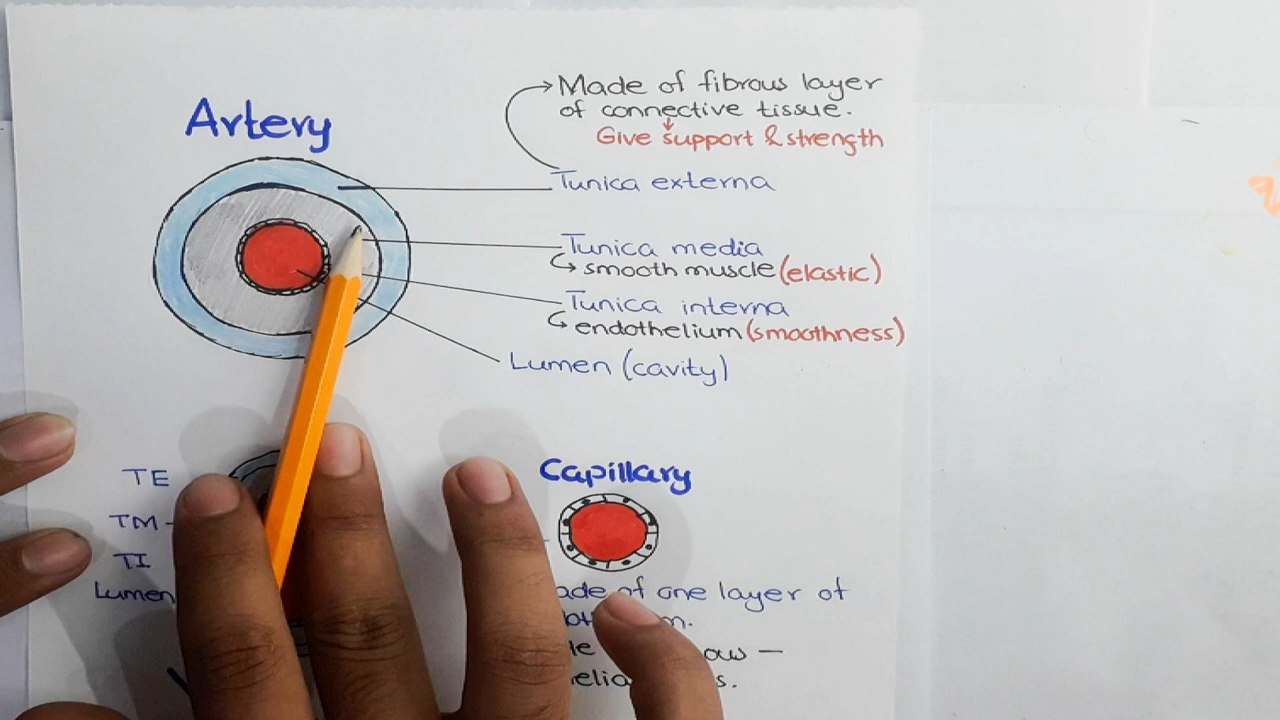 Artery
Made of fibrous layer
of connective tissue.
Give support & strength
Tunica externa
Tunica media
smooth muscle (elastic)
Tunica interna
endothelium (smoothness)
Lumen (cavity)
TE
TM
TI
Lumen
Capillary
of one layer of